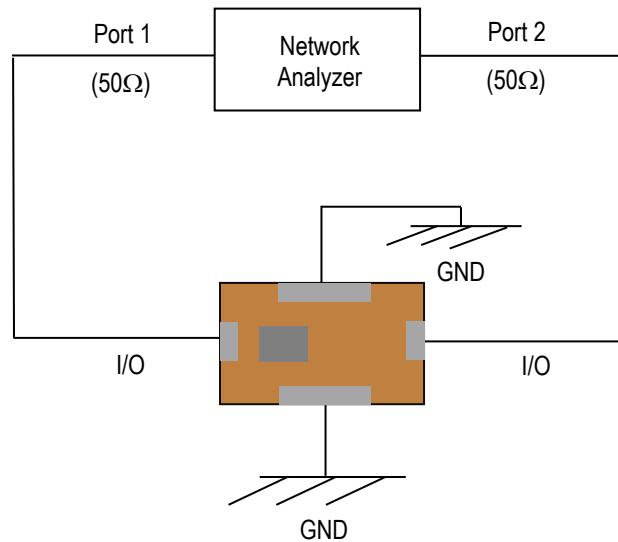 Port 1
(50Ω)
Network
Analyzer
Port 2
(50Ω)
GND
I/O
I/O
GND